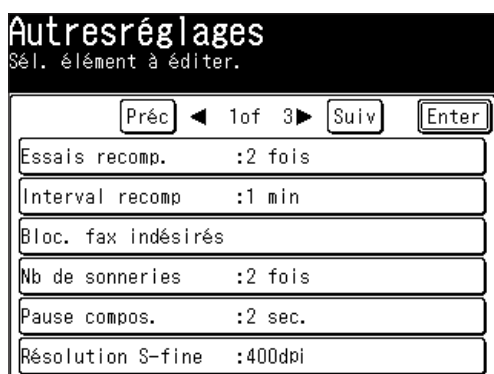 Autresréglages
Sél. élément à éditer.
Préc ◀ 1of 3▶ Suiv Enter
Essais recomp. :2 fois
Interval recomp :1 min
Bloc. fax indésirés
Nb de sonneries :2 fois
Pause compos. :2 sec.
Résolution S-fine :400dpi